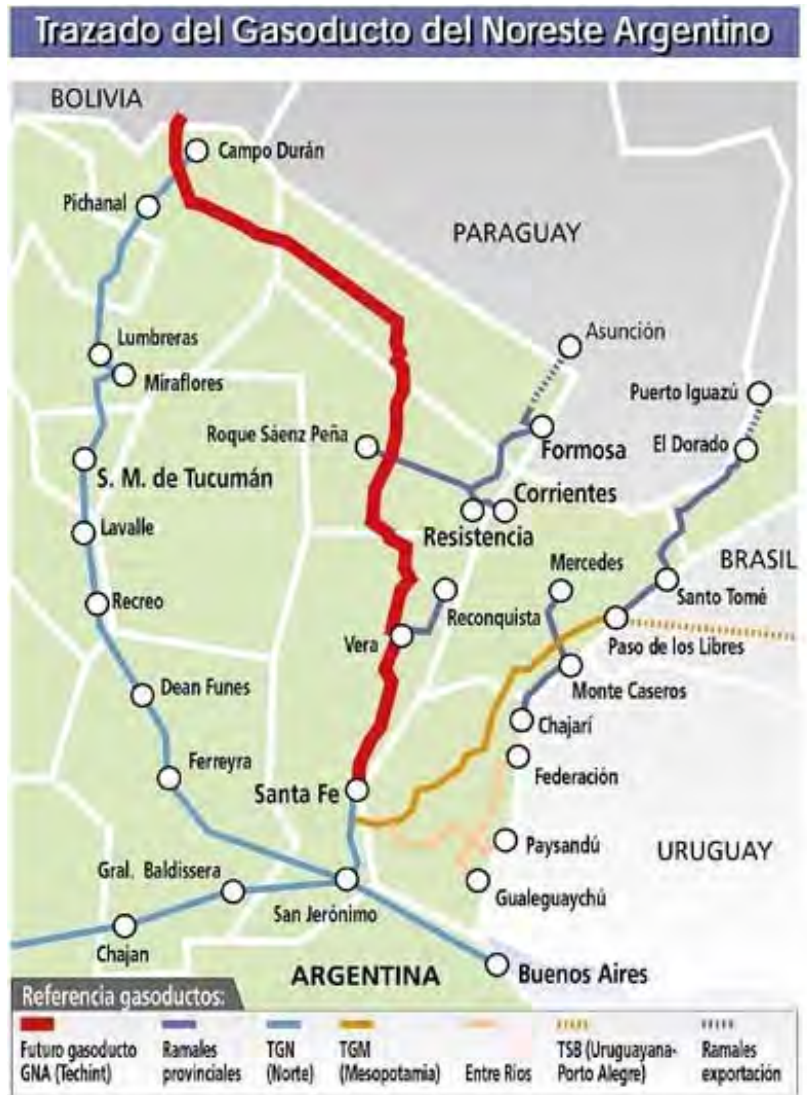 Trazado del Gasoducto del Noreste Argentino
BOLIVIA
Campo Durán
Pichanal
PARAGUAY
Asunción
Lumbreras
Miraflores
Puerto Iguazú
Roque Sáenz Peña
Formosa
El Dorado
S. M. de Tucumán
Corrientes
Lavalle
Resistencia
Mercedes
BRASIL
Recreo
Reconquista
Santo Tomé
Vera
Paso de los Libres
Dean Funes
Monte Caseros
Chajarí
Ferreyra
Federación
Santa Fe
Paysandú
URUGUAY
Gral. Baldissera
Gualeguaychú
San Jerónimo
Chajan
ARGENTINA
Buenos Aires
Referencia gasoductos:
Futuro gasoducto
GNA (Techint)
Ramales
provinciales
TGN
(Norte)
TGM
(Mesopotamia)
Entre Ríos
TSB (Uruguayana-
Porto Alegre)
Ramales
exportación